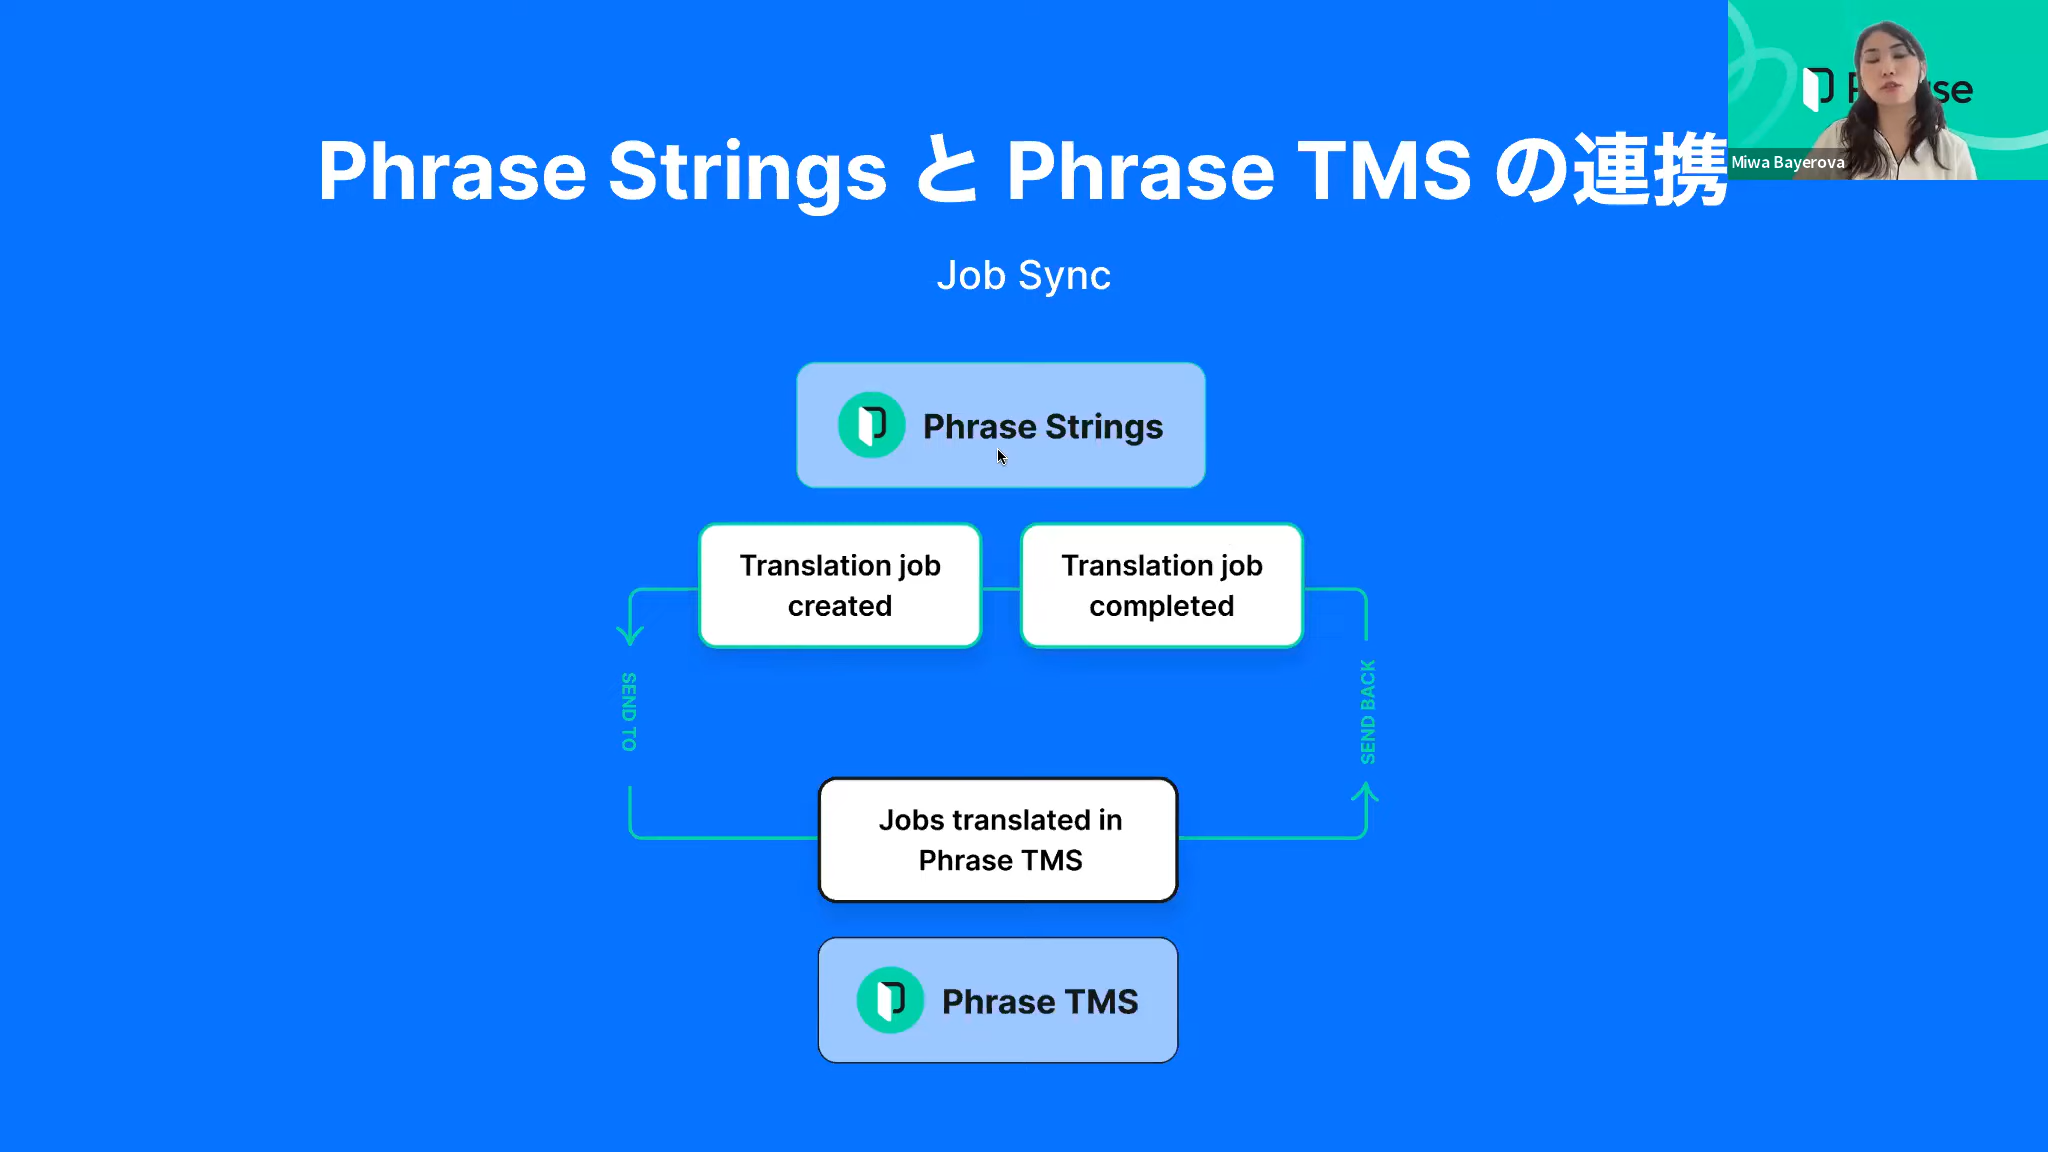 Phrase Strings と Phrase TMS の連携
Miwa Bayerova
Job Sync
Phrase Strings
Translation job
created
Translation job
completed
SEND TO
SEND BACK
Jobs translated in
Phrase TMS
Phrase TMS